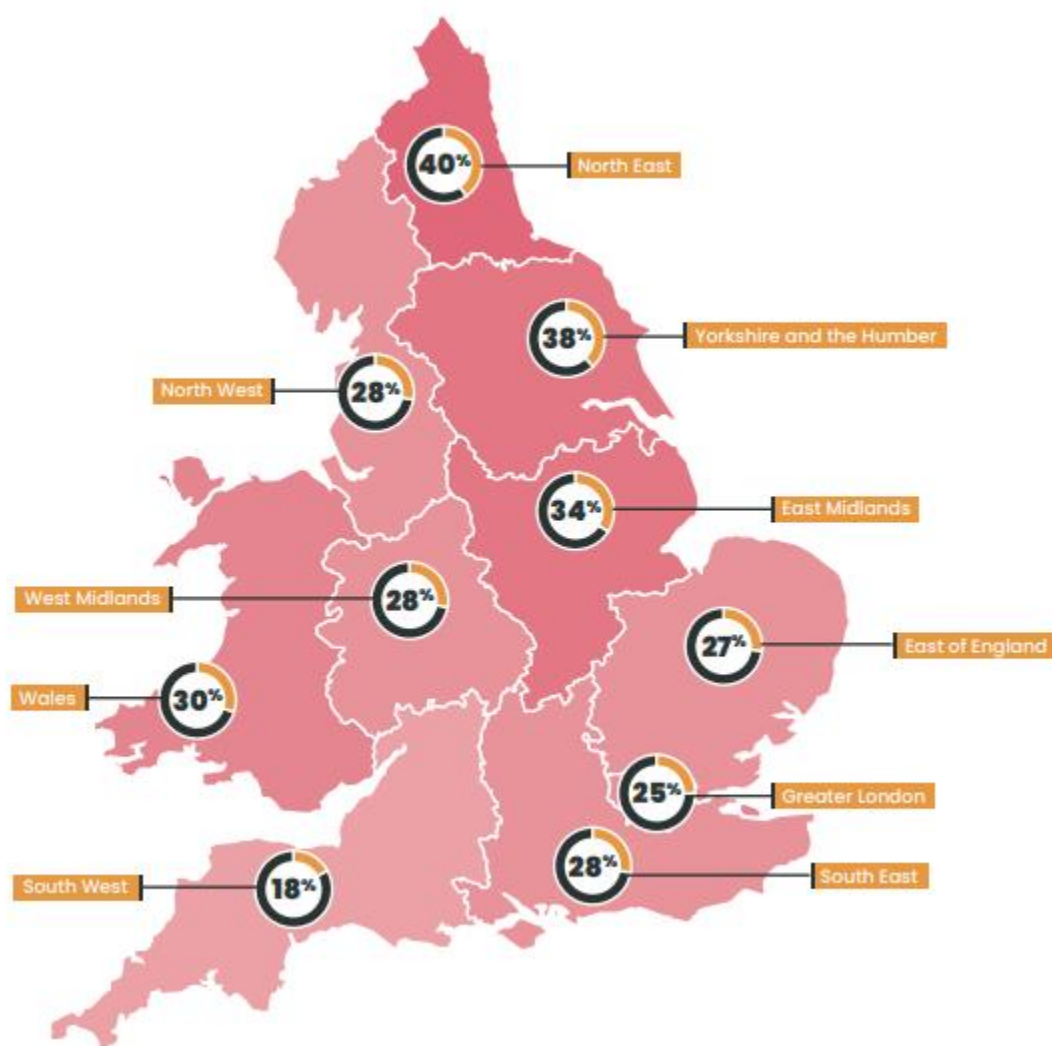 40%
North East
38%
Yorkshire and the Humber
North West
28%
34%
East Midlands
West Midlands
28%
27%
East of England
Wales
30%
25%
Greater London
28%
South East
South West
18%